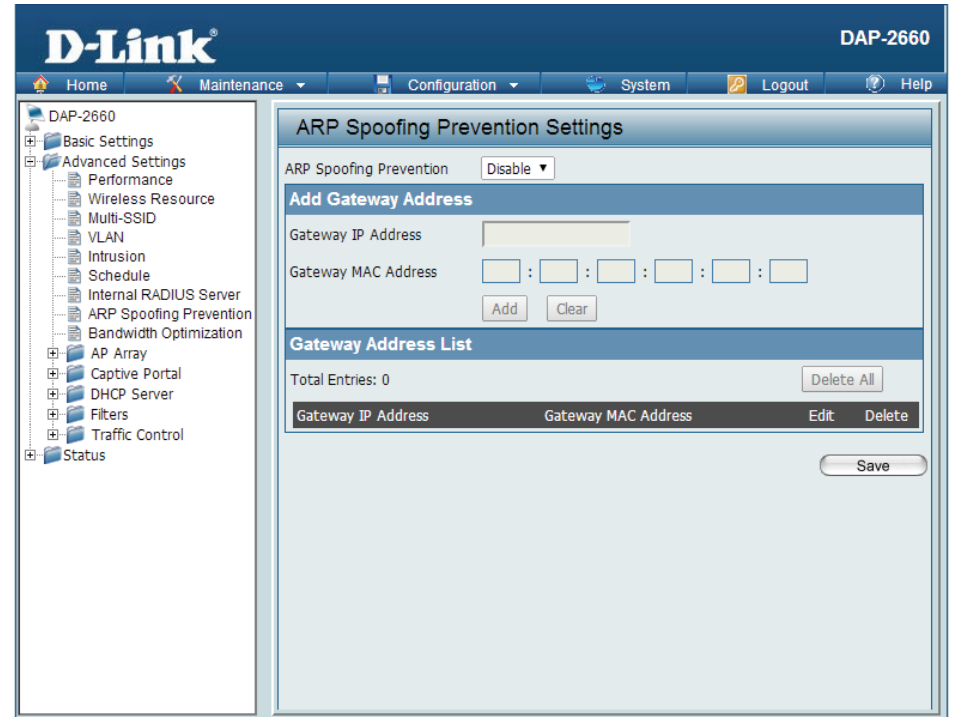 D-Link®
DAP-2660
Home Maintenance Configuration System Logout Help
DAP-2660
Basic Settings
Advanced Settings
Performance
Wireless Resource
Multi-SSID
VLAN
Intrusion
Schedule
Internal RADIUS Server
ARP Spoofing Prevention
Bandwidth Optimization
AP Array
Captive Portal
DHCP Server
Filters
Traffic Control
Status
ARP Spoofing Prevention Settings
ARP Spoofing Prevention Disable
Add Gateway Address
Gateway IP Address
Gateway MAC Address : : : : :
Add Clear
Gateway Address List
Total Entries: 0 Delete All
Gateway IP Address Gateway MAC Address Edit Delete
Save